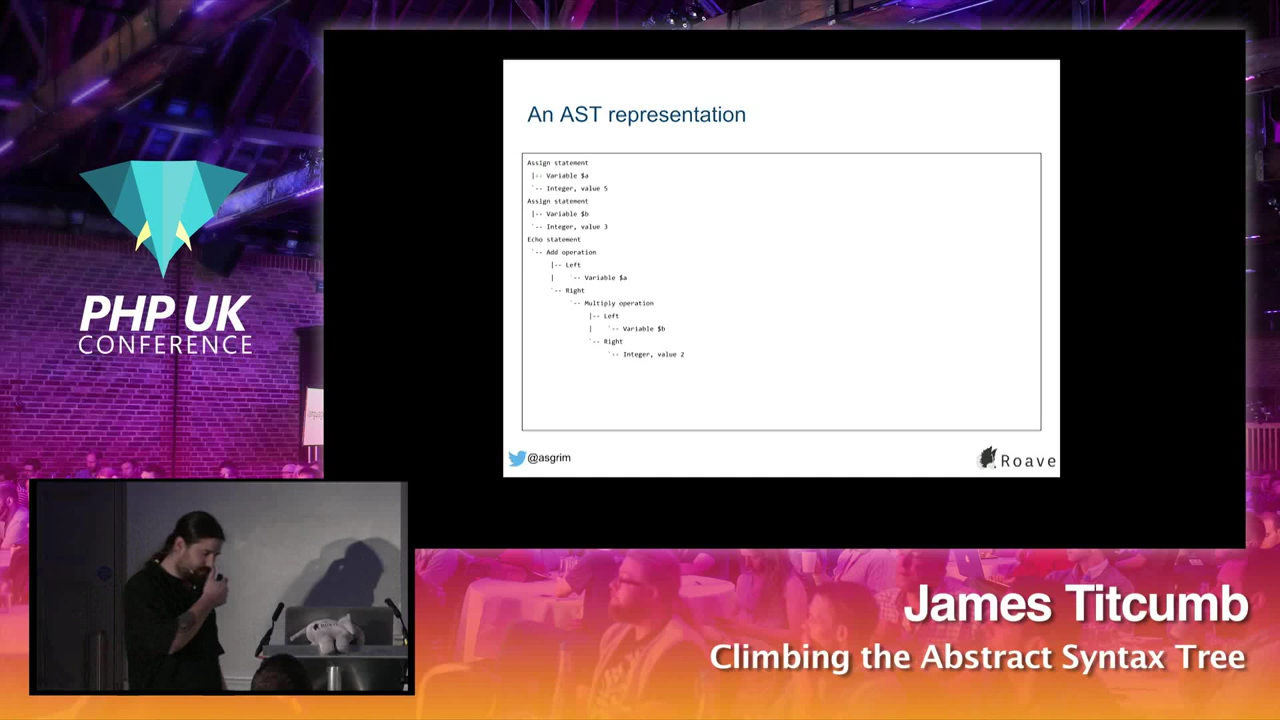 An AST representation
Assign statement
|-- Variable $a
`-- Integer, value 5
Assign statement
|-- Variable $b
`-- Integer, value 3
Echo statement
`-- Add operation
|-- Left
| `-- Variable $a
`-- Right
`-- Multiply operation
|-- Left
| `-- Variable $b
`-- Right
`-- Integer, value 2
@asgrim
Roave
PHP UK
CONFERENCE
James Titcumb
Climbing the Abstract Syntax Tree